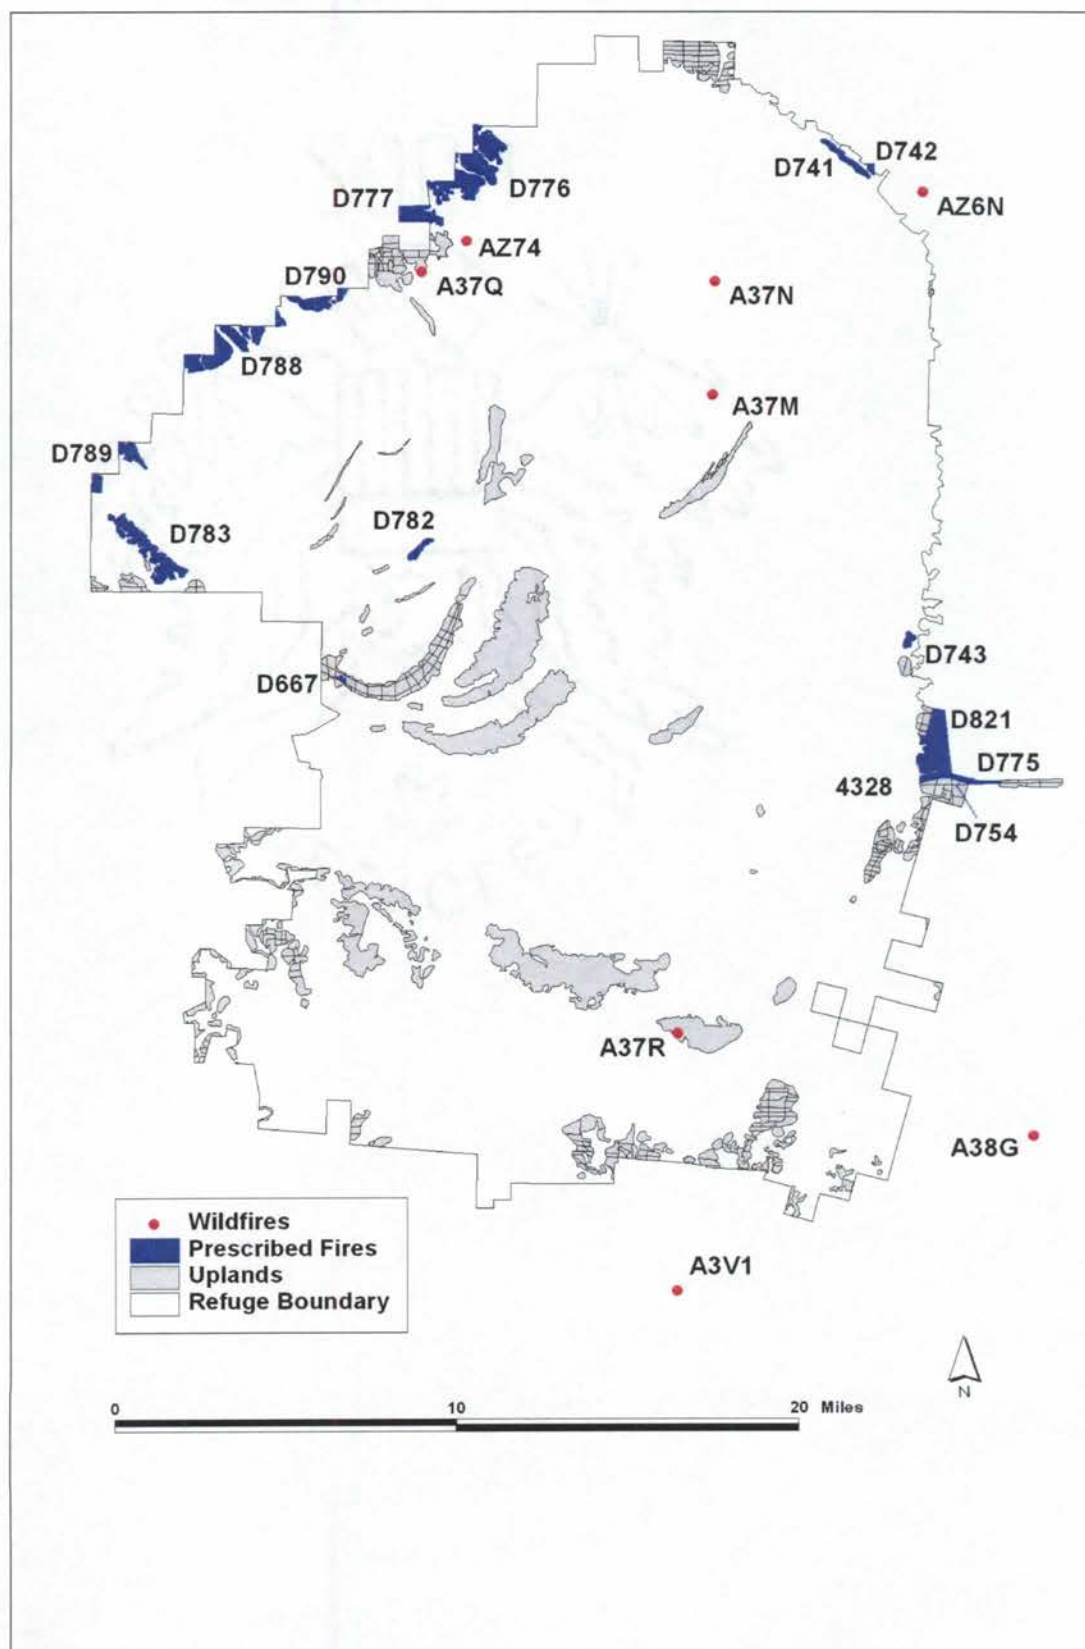 D742
D741
D776
D777
AZ6N
AZ74
A37Q
D790
A37N
D788
A37M
D789
D782
D783
D743
D667
D821
D775
4328
D754
A37R
A38G
Wildfires
Prescribed Fires
Uplands
Refuge Boundary
A3V1
N
0 10 20 Miles